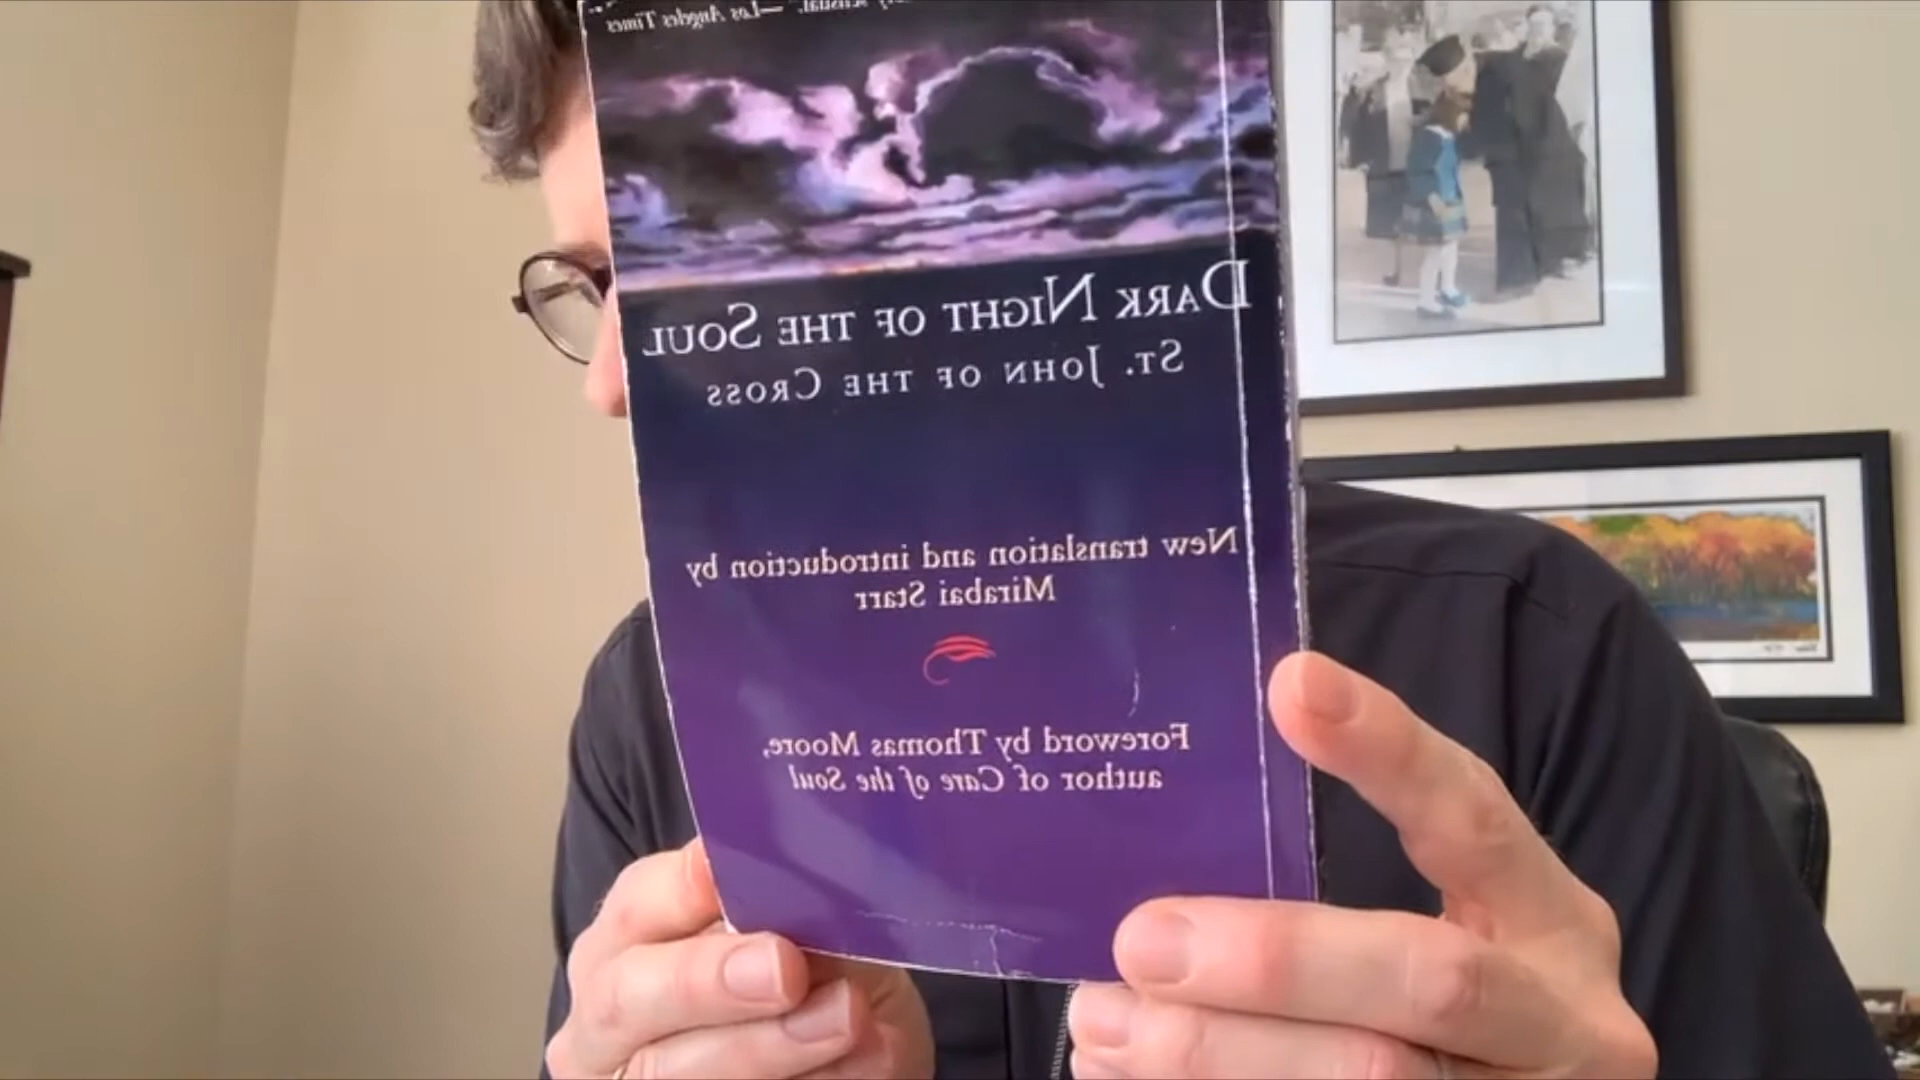 sensual." —Los Angeles Times
DARK NIGHT OF THE SOUL
ST. JOHN OF THE CROSS
New translation and introduction by
Mirabai Starr
Foreword by Thomas Moore,
author of Care of the Soul